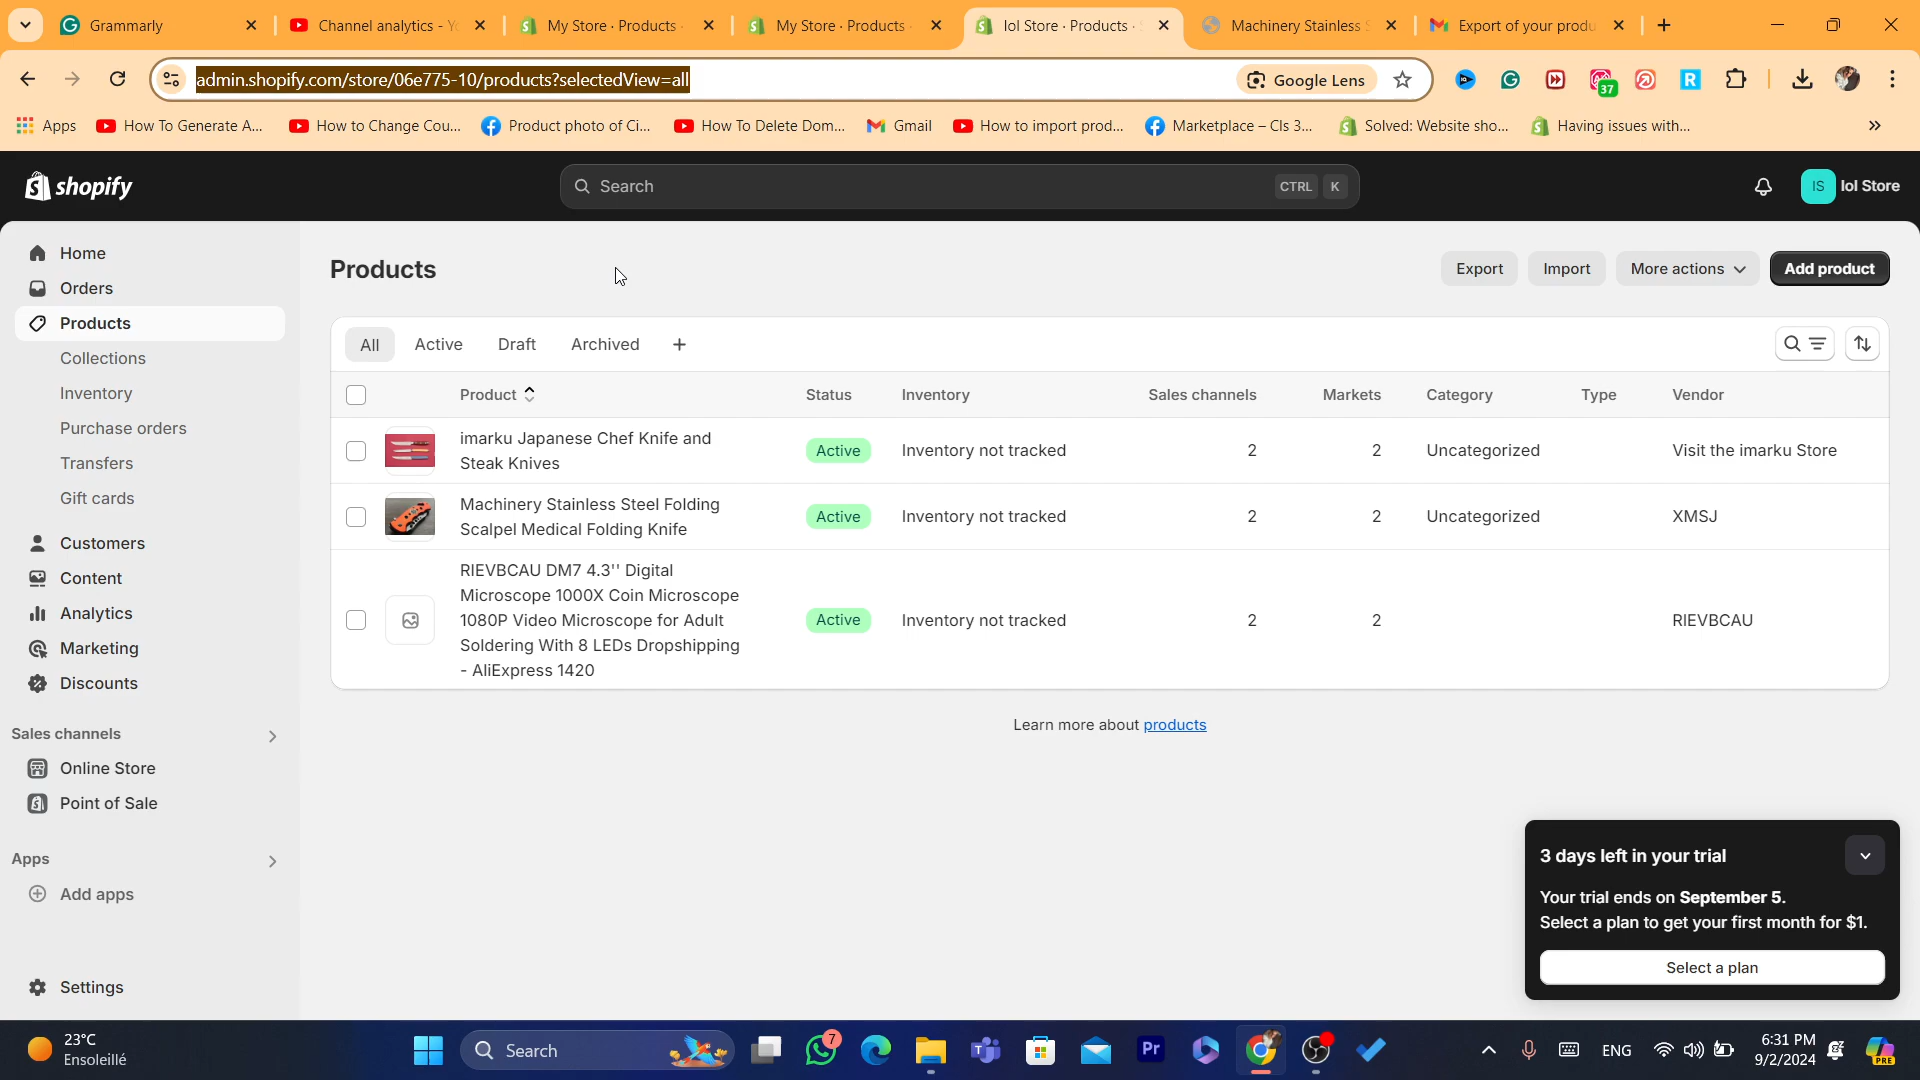 Grammarly
Channel analytics - Y
My Store · Products ·
My Store · Products ·
lol Store · Products ·
Machinery Stainless S
Export of your produ
admin.shopify.com/store/06e775-10/products?selectedView=all
Google Lens
37
Apps
How To Generate A...
How to Change Cou...
Product photo of Ci...
How To Delete Dom...
Gmail
How to import prod...
Marketplace – Cls 3...
Solved: Website sho...
Having issues with...
shopify
Search
CTRL K
IS
lol Store
Home
Orders
Products
Collections
Inventory
Purchase orders
Transfers
Gift cards
Customers
Content
Analytics
Marketing
Discounts
Sales channels
Online Store
Point of Sale
Apps
Add apps
Settings
Products
Export
Import
More actions
Add product
All
Active
Draft
Archived
Product
Status
Inventory
Sales channels
Markets
Category
Type
Vendor
imarku Japanese Chef Knife and
Steak Knives
Active
Inventory not tracked
2
2
Uncategorized
Visit the imarku Store
Machinery Stainless Steel Folding
Scalpel Medical Folding Knife
Active
Inventory not tracked
2
2
Uncategorized
XMSJ
RIEVBCAU DM7 4.3'' Digital
Microscope 1000X Coin Microscope
1080P Video Microscope for Adult
Soldering With 8 LEDs Dropshipping
- AliExpress 1420
Active
Inventory not tracked
2
2
RIEVBCAU
Learn more about products
3 days left in your trial
Your trial ends on September 5.
Select a plan to get your first month for $1.
Select a plan
23°C
Ensoleillé
Search
7
Pr
ENG
6:31 PM
9/2/2024
PRE